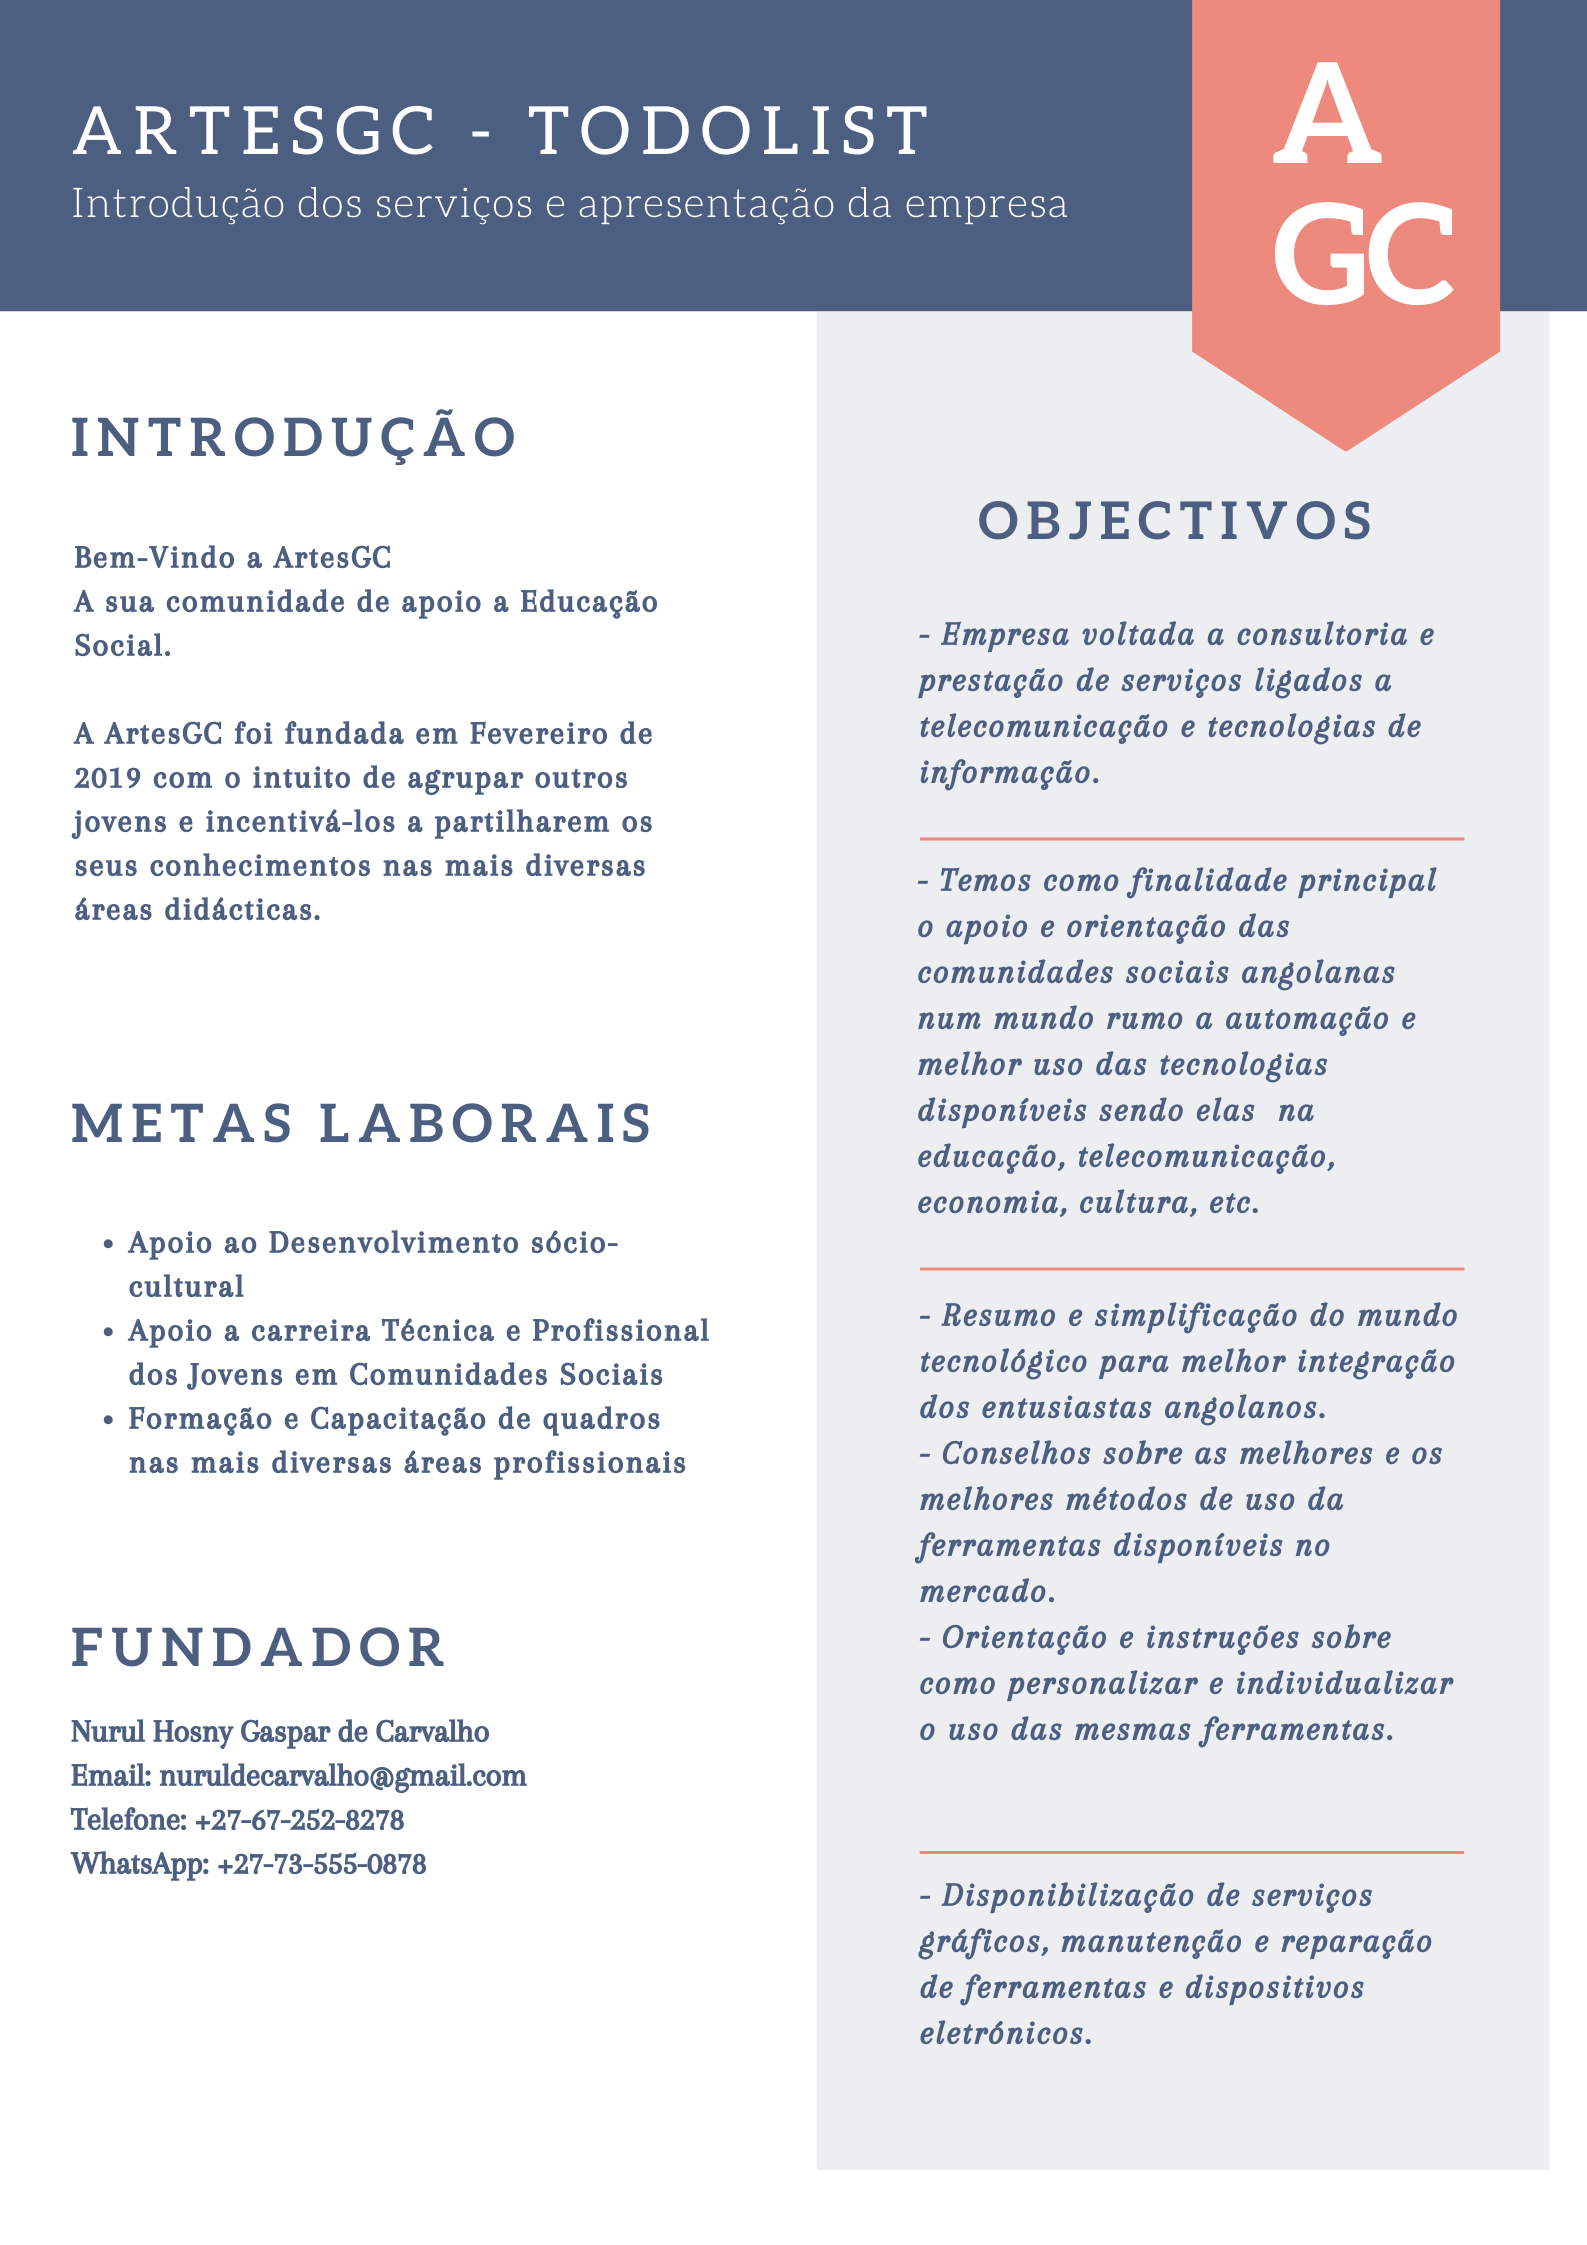 ARTESGC - TODOLIST
Introdução dos serviços e apresentação da empresa
A
GC
INTRODUÇÃO
Bem-Vindo a ArtesGC
A sua comunidade de apoio a Educação
Social.
A ArtesGC foi fundada em Fevereiro de
2019 com o intuito de agrupar outros
jovens e incentivá-los a partilharem os
seus conhecimentos nas mais diversas
áreas didácticas.
METAS LABORAIS
• Apoio ao Desenvolvimento sócio-
cultural
• Apoio a carreira Técnica e Profissional
dos Jovens em Comunidades Sociais
• Formação e Capacitação de quadros
nas mais diversas áreas profissionais
FUNDADOR
Nurul Hosny Gaspar de Carvalho
Email: nuruldecarvalho@gmail.com
Telefone: +27-67-252-8278
WhatsApp: +27-73-555-0878
OBJECTIVOS
- Empresa voltada a consultoria e
prestação de serviços ligados a
telecomunicação e tecnologias de
informação.
- Temos como finalidade principal
o apoio e orientação das
comunidades sociais angolanas
num mundo rumo a automação e
melhor uso das tecnologias
disponíveis sendo elas  na
educação, telecomunicação,
economia, cultura, etc.
- Resumo e simplificação do mundo
tecnológico para melhor integração
dos entusiastas angolanos.
- Conselhos sobre as melhores e os
melhores métodos de uso da
ferramentas disponíveis no
mercado.
- Orientação e instruções sobre
como personalizar e individualizar
o uso das mesmas ferramentas.
- Disponibilização de serviços
gráficos, manutenção e reparação
de ferramentas e dispositivos
eletrónicos.